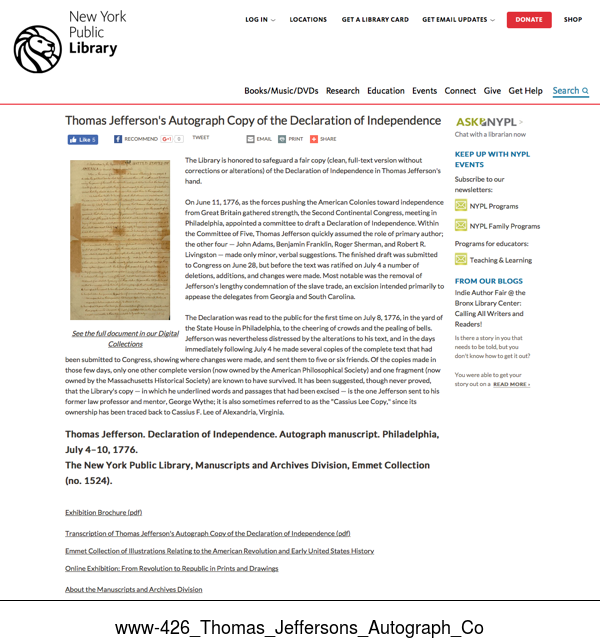 New York
Public
Library
LOG IN
LOCATIONS
GET A LIBRARY CARD
GET EMAIL UPDATES
DONATE
SHOP
Books/Music/DVDs Research Education Events Connect Give Get Help Search
Thomas Jefferson's Autograph Copy of the Declaration of Independence
Like 5 RECOMMEND G+1 0 TWEET EMAIL PRINT SHARE
The Library is honored to safeguard a fair copy (clean, full-text version without
corrections or alterations) of the Declaration of Independence in Thomas Jefferson's
hand.
On June 11, 1776, as the forces pushing the American Colonies toward independence
from Great Britain gathered strength, the Second Continental Congress, meeting in
Philadelphia, appointed a committee to draft a Declaration of Independence. Within
the Committee of Five, Thomas Jefferson quickly assumed the role of primary author;
the other four — John Adams, Benjamin Franklin, Roger Sherman, and Robert R.
Livingston — made only minor, verbal suggestions. The finished draft was submitted
to Congress on June 28, but before the text was ratified on July 4 a number of
deletions, additions, and changes were made. Most notable was the removal of
Jefferson's lengthy condemnation of the slave trade, an excision intended primarily to
appease the delegates from Georgia and South Carolina.
See the full document in our Digital
Collections
The Declaration was read to the public for the first time on July 8, 1776, in the yard of
the State House in Philadelphia, to the cheering of crowds and the pealing of bells.
Jefferson was nevertheless distressed by the alterations to his text, and in the days
immediately following July 4 he made several copies of the complete text that had
been submitted to Congress, showing where changes were made, and sent them to five or six friends. Of the copies made in
those few days, only one other complete version (now owned by the American Philosophical Society) and one fragment (now
owned by the Massachusetts Historical Society) are known to have survived. It has been suggested, though never proved,
that the Library's copy — in which he underlined words and passages that had been excised — is the one Jefferson sent to his
former law professor and mentor, George Wythe; it is also sometimes referred to as the "Cassius Lee Copy," since its
ownership has been traced back to Cassius F. Lee of Alexandria, Virginia.
Thomas Jefferson. Declaration of Independence. Autograph manuscript. Philadelphia,
July 4–10, 1776.
The New York Public Library, Manuscripts and Archives Division, Emmet Collection
(no. 1524).
Exhibition Brochure (pdf)
Transcription of Thomas Jefferson's Autograph Copy of the Declaration of Independence (pdf)
Emmet Collection of Illustrations Relating to the American Revolution and Early United States History
Online Exhibition: From Revolution to Republic in Prints and Drawings
About the Manuscripts and Archives Division
ASK NYPL >
Chat with a librarian now
KEEP UP WITH NYPL
EVENTS
Subscribe to our
newsletters:
NYPL Programs
NYPL Family Programs
Programs for educators:
Teaching & Learning
FROM OUR BLOGS
Indie Author Fair @ the
Bronx Library Center:
Calling All Writers and
Readers!
Is there a story in you that
needs to be told, but you
don't know how to get it out?
You were able to get your
story out on a READ MORE ›
www-426_Thomas_Jeffersons_Autograph_Co